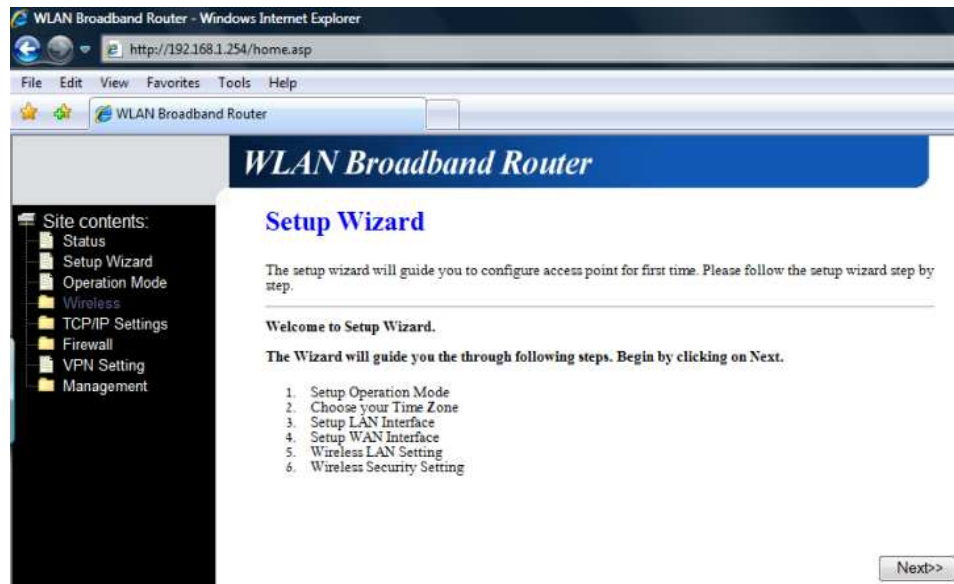 WLAN Broadband Router - Windows Internet Explorer
http://192.168.1.254/home.asp
File Edit View Favorites Tools Help
WLAN Broadband Router
WLAN Broadband Router
Site contents:
Status
Setup Wizard
Operation Mode
Wireless
TCP/IP Settings
Firewall
VPN Setting
Management
Setup Wizard
The setup wizard will guide you to configure access point for first time. Please follow the setup wizard step by
step.
Welcome to Setup Wizard.
The Wizard will guide you the through following steps. Begin by clicking on Next.
1. Setup Operation Mode
2. Choose your Time Zone
3. Setup LAN Interface
4. Setup WAN Interface
5. Wireless LAN Setting
6. Wireless Security Setting
Next>>